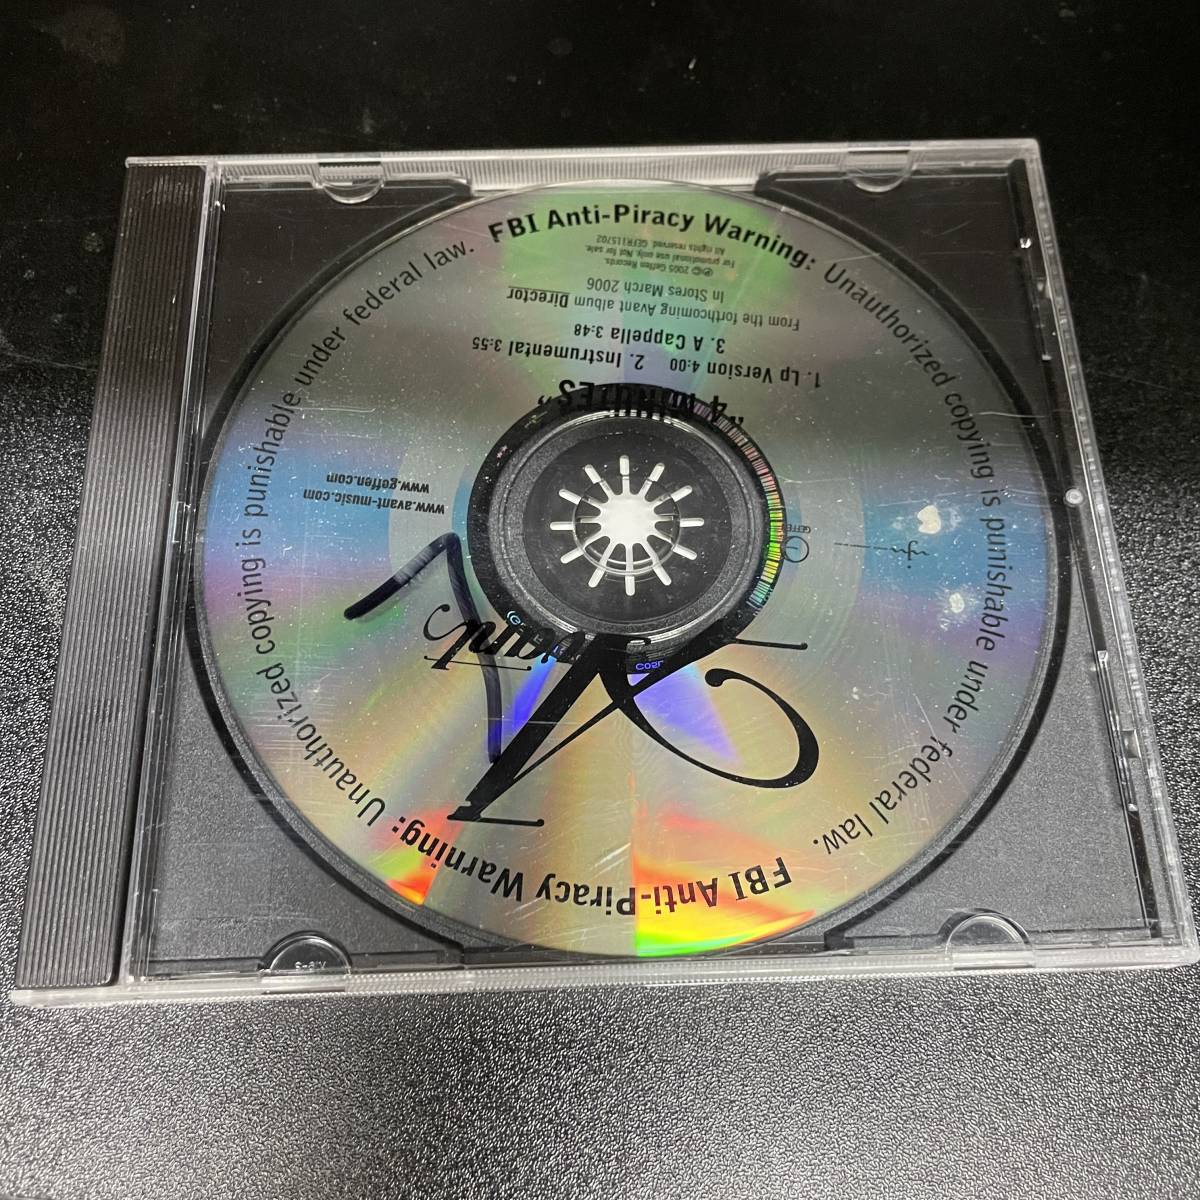 FBI Anti-Piracy Warning: Unauthorized copying is punishable under federal law.
FBI Anti-Piracy Warning: Unauthorized copying is punishable under federal law.
Avant
www.avant-music.com
www.geffen.com
"4 MINUTES"
1. Lp Version 4:00 2. Instrumental 3:55
3. A Cappella 3:48
From the forthcoming Avant album Director
In Stores March 2006
℗© 2005 Geffen Records.
For promotional use only. Not for sale.
All rights reserved. GEFR115702